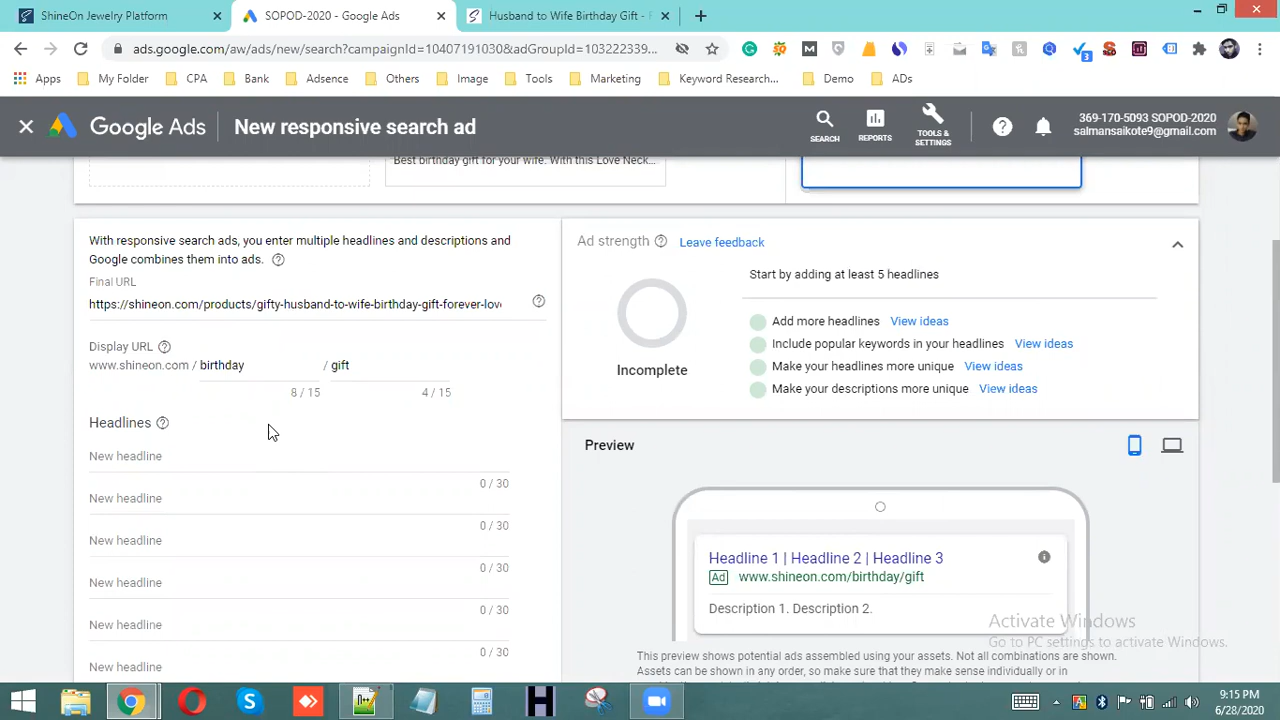 ShineOn Jewelry Platform
SOPOD-2020 - Google Ads
Husband to Wife Birthday Gift - F
ads.google.com/aw/ads/new/search?campaignId=10407191030&adGroupId=103222339...
Apps
My Folder
CPA
Bank
Adsence
Others
Image
Tools
Marketing
Keyword Research...
Demo
ADs
Google Ads
New responsive search ad
SEARCH
REPORTS
TOOLS &
SETTINGS
369-170-5093 SOPOD-2020
salmansaikote9@gmail.com
Best birthday gift for your wife. With this Love Neck...
With responsive search ads, you enter multiple headlines and descriptions and
Google combines them into ads.
Final URL
https://shineon.com/products/gifty-husband-to-wife-birthday-gift-forever-lov
Display URL
www.shineon.com / birthday / gift
8 / 15
4 / 15
Headlines
New headline
0 / 30
New headline
0 / 30
New headline
0 / 30
New headline
0 / 30
New headline
0 / 30
New headline
Ad strength
Leave feedback
Incomplete
Start by adding at least 5 headlines
Add more headlines View ideas
Include popular keywords in your headlines View ideas
Make your headlines more unique View ideas
Make your descriptions more unique View ideas
Preview
Headline 1 | Headline 2 | Headline 3
Ad www.shineon.com/birthday/gift
Description 1. Description 2.
This preview shows potential ads assembled using your assets. Not all combinations are shown.
Assets can be shown in any order, so make sure that they make sense individually or in
Activate Windows
Go to PC settings to activate Windows.
9:15 PM
6/28/2020